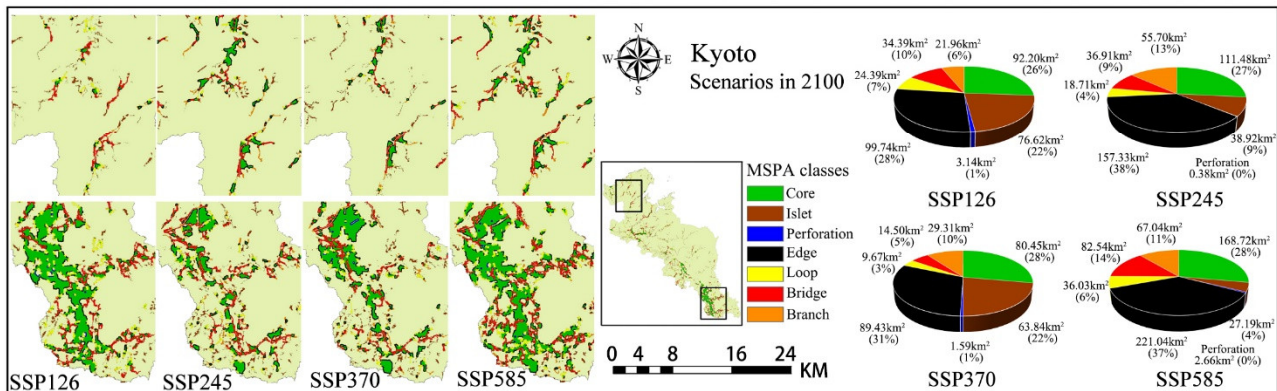 SSP126
SSP245
SSP370
SSP585
N
W
E
S
Kyoto
Scenarios in 2100
MSPA classes
Core
Islet
Perforation
Edge
Loop
Bridge
Branch
0 4 8 16 24
KM
34.39km²
(10%)
21.96km²
(6%)
92.20km²
(26%)
24.39km²
(7%)
99.74km²
(28%)
3.14km²
(1%)
76.62km²
(22%)
SSP126
55.70km²
(13%)
36.91km²
(9%)
111.48km²
(27%)
18.71km²
(4%)
157.33km²
(38%)
Perforation
0.38km² (0%)
38.92km²
(9%)
SSP245
14.50km²
(5%)
29.31km²
(10%)
80.45km²
(28%)
9.67km²
(3%)
89.43km²
(31%)
1.59km²
(1%)
63.84km²
(22%)
SSP370
67.04km²
(11%)
82.54km²
(14%)
168.72km²
(28%)
36.03km²
(6%)
221.04km²
(37%)
Perforation
2.66km² (0%)
27.19km²
(4%)
SSP585